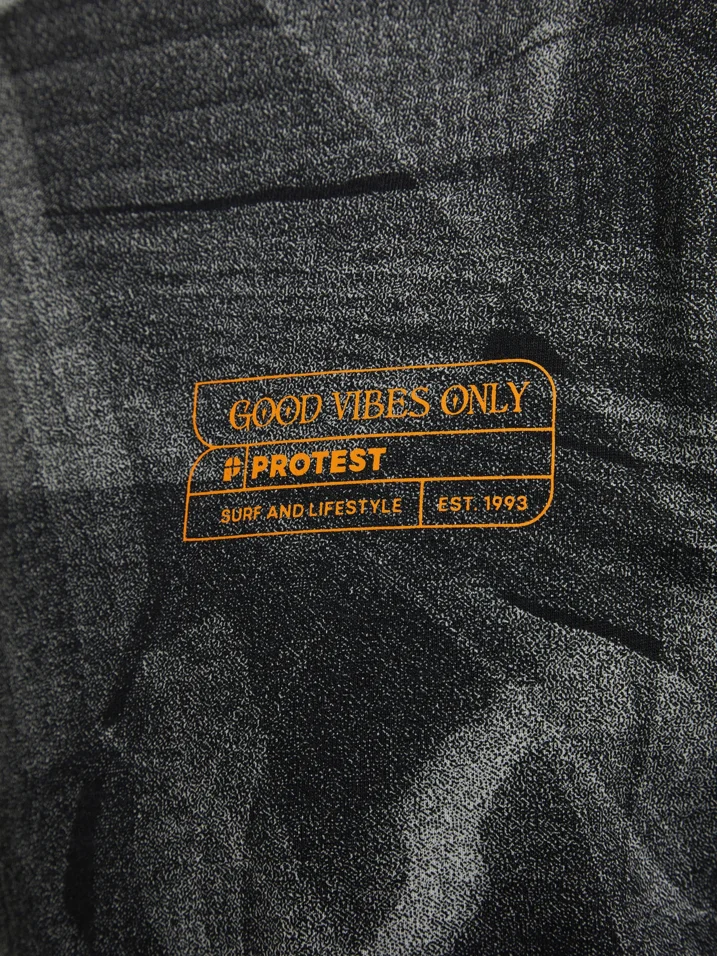 GOOD VIBES ONLY
PROTEST
SURF AND LIFESTYLE EST. 1993